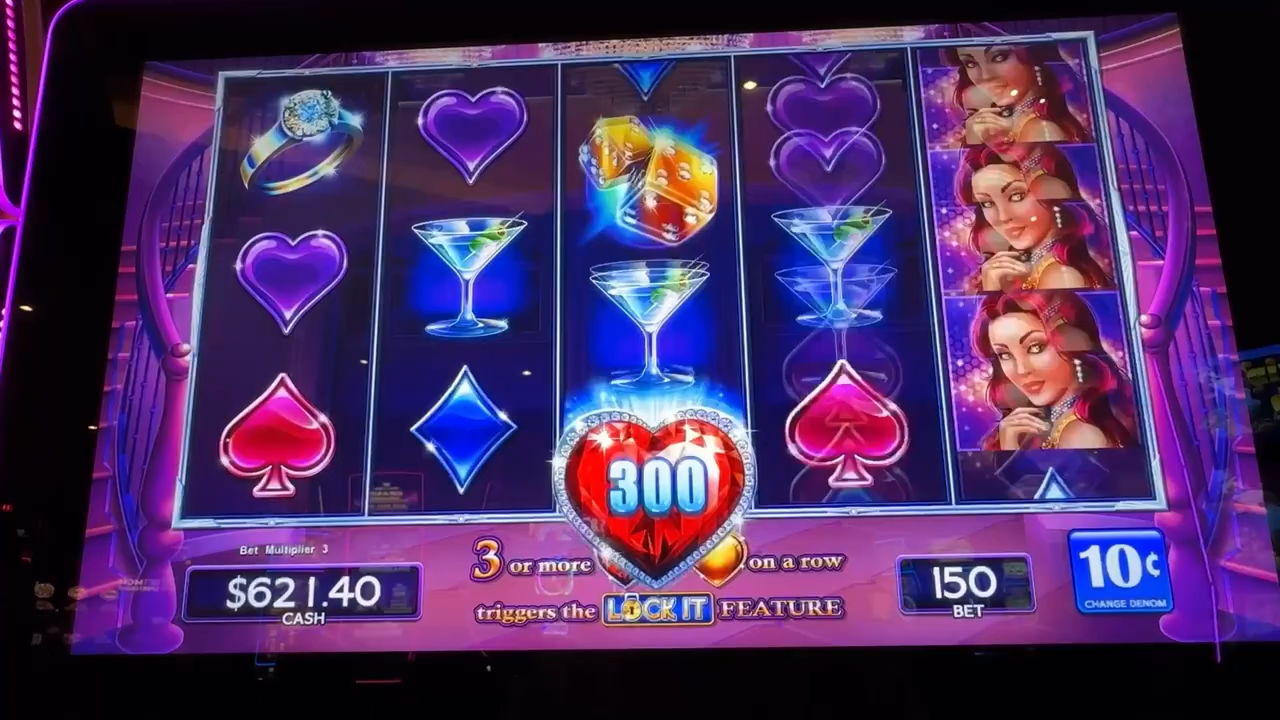 300
Bet Multiplier 3
$621.40
CASH
3 or more on a row
triggers the LOCK IT FEATURE
150
BET
10¢
CHANGE DENOM